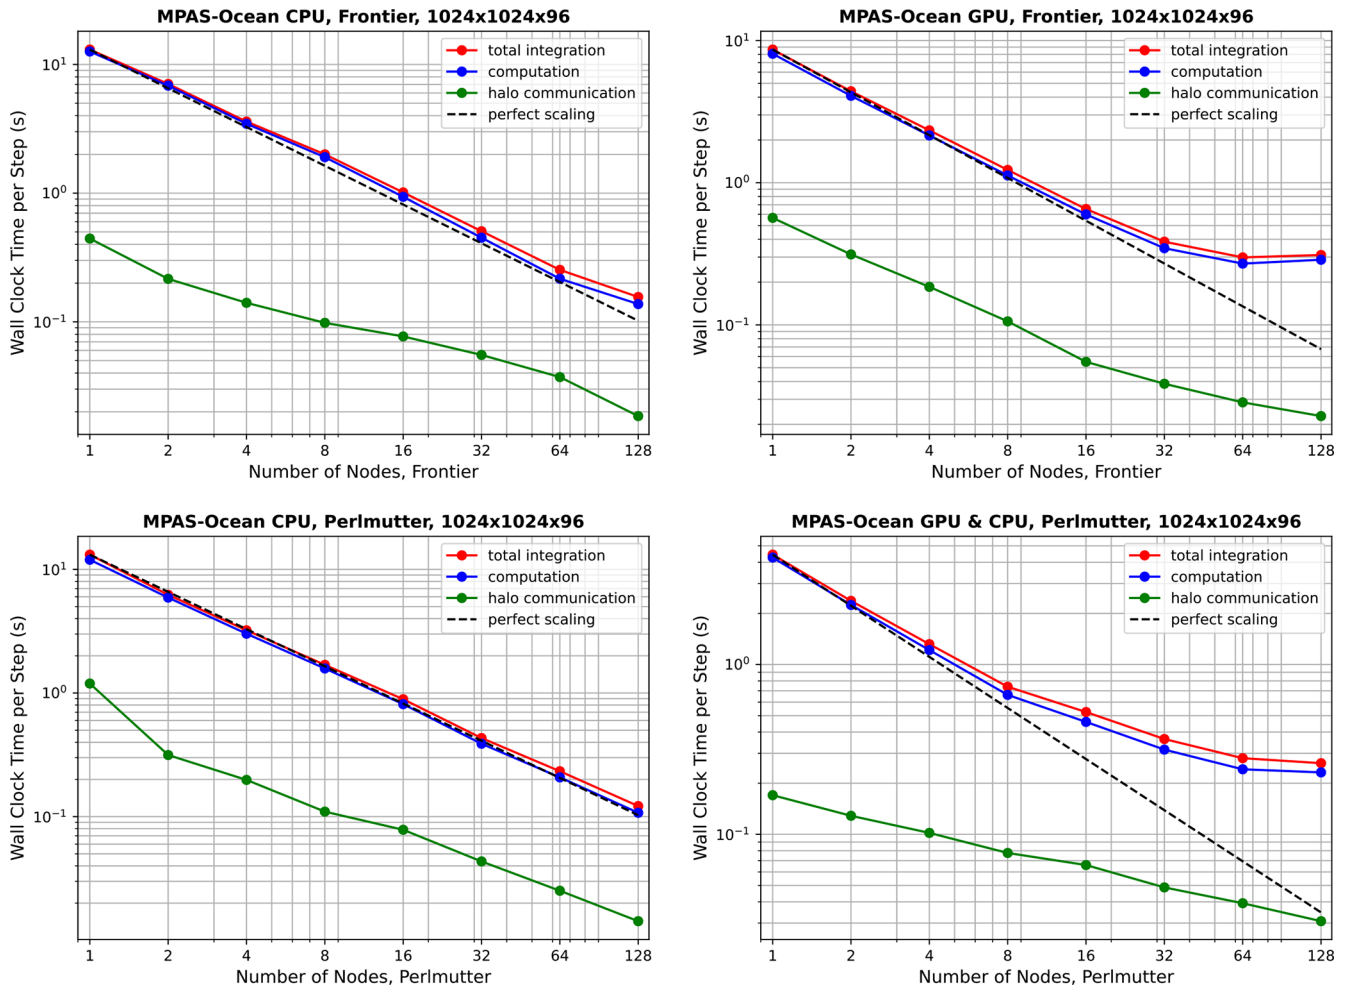 MPAS-Ocean CPU, Frontier, 1024x1024x96
total integration
computation
halo communication
perfect scaling
Wall Clock Time per Step (s)
10¹
10⁰
10⁻¹
1 2 4 8 16 32 64 128
Number of Nodes, Frontier
MPAS-Ocean GPU, Frontier, 1024x1024x96
total integration
computation
halo communication
perfect scaling
Wall Clock Time per Step (s)
10¹
10⁰
10⁻¹
1 2 4 8 16 32 64 128
Number of Nodes, Frontier
MPAS-Ocean CPU, Perlmutter, 1024x1024x96
total integration
computation
halo communication
perfect scaling
Wall Clock Time per Step (s)
10¹
10⁰
10⁻¹
1 2 4 8 16 32 64 128
Number of Nodes, Perlmutter
MPAS-Ocean GPU & CPU, Perlmutter, 1024x1024x96
total integration
computation
halo communication
perfect scaling
Wall Clock Time per Step (s)
10⁰
10⁻¹
1 2 4 8 16 32 64 128
Number of Nodes, Perlmutter